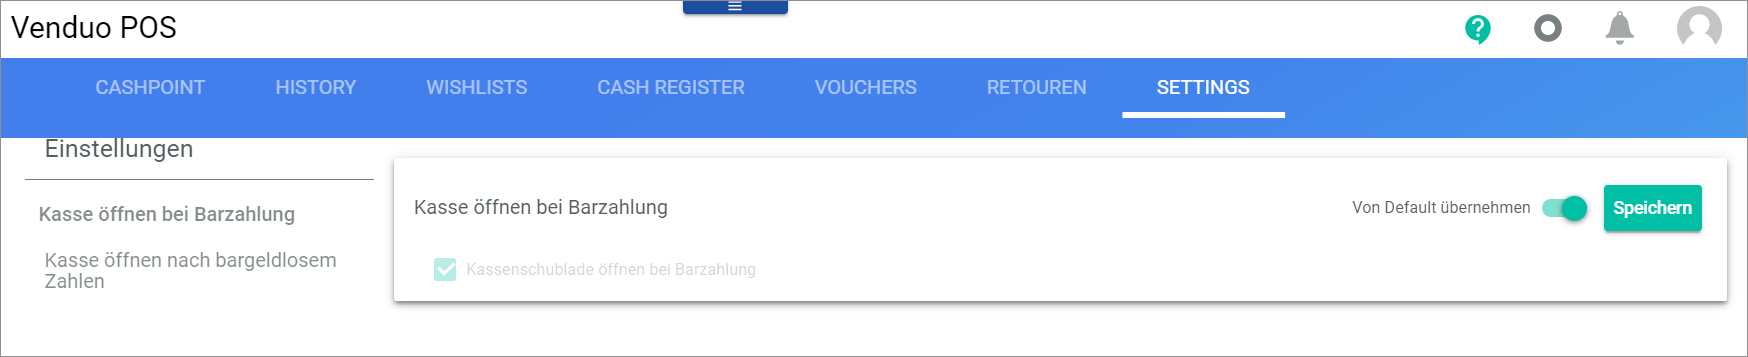 Venduo POS
CASHPOINT HISTORY WISHLISTS CASH REGISTER VOUCHERS RETOUREN SETTINGS
Einstellungen
Kasse öffnen bei Barzahlung
Kasse öffnen nach bargeldlosem
Zahlen
Kasse öffnen bei Barzahlung
Von Default übernehmen
Speichern
Kassenschublade öffnen bei Barzahlung